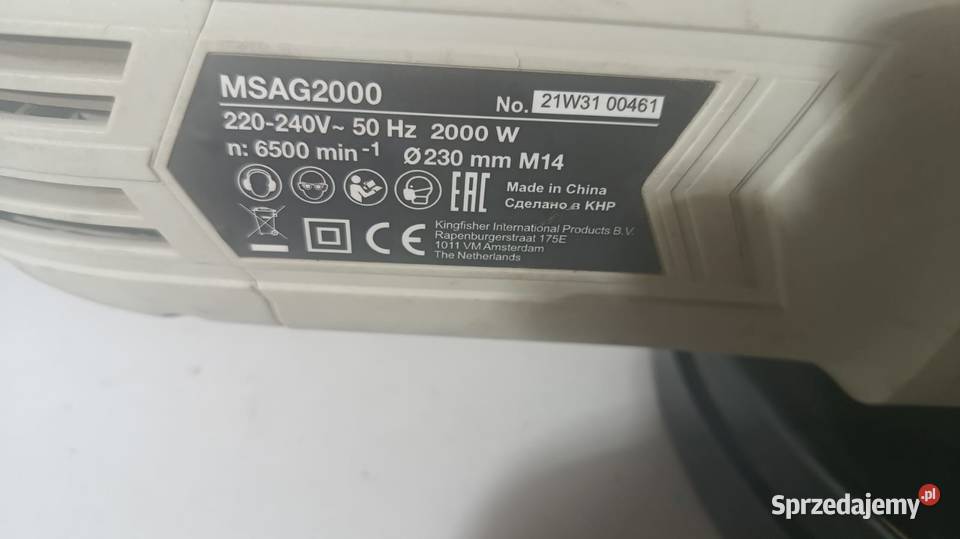 MSAG2000
No. 21W31 00461
220-240V~ 50 Hz 2000 W
n: 6500 min-1 Ø230 mm M14
EAC
Made in China
Сделано в КНР
CE
Kingfisher International Products B.V.
Rapenburgerstraat 175E
1011 VM Amsterdam
The Netherlands
Sprzedajemy.pl